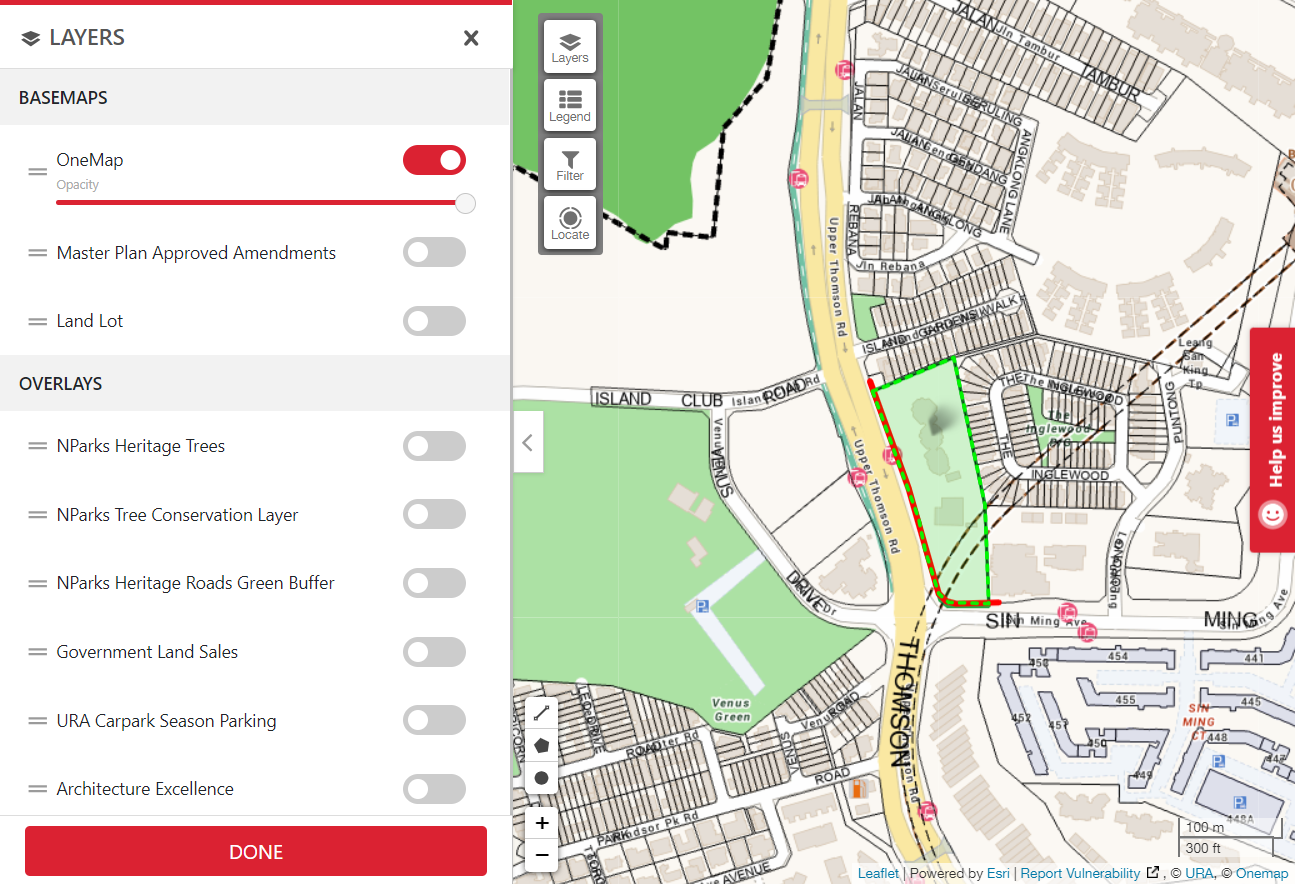 LAYERS
BASEMAPS
OneMap
Opacity
Master Plan Approved Amendments
Land Lot
OVERLAYS
NParks Heritage Trees
NParks Tree Conservation Layer
NParks Heritage Roads Green Buffer
Government Land Sales
URA Carpark Season Parking
Architecture Excellence
DONE
Layers
Legend
Filter
Locate
JALAN
Jln Tambur
TAMBUR
JALAN
SERULING
JALAN
GENDANG
JALAN
ANGKLONG
ANGKLONG LANE
JALAN
REBANA
Jln Rebana
Upper Thomson Rd
ISLAND GARDENS WALK
Leang
San
King
Tp
ISLAND CLUB ROAD
THE INGLEWOOD
The
Inglewood
P/G
THE
INGLEWOOD
PUNTONG
Help us improve
VENUS
DRIVE
Upper Thomson Rd
LORONG
P
P
SIN MING
Sin Ming Ave
Sin Ming Ave
THOMSON
453
454
441
455
445
452
457
450
SIN
MING
CT
448
449
447
P
P
448A
Venus
Green
Venus Rd
ROAD
VENUS
ROAD
PARK
Windsor Pk Rd
AVENUE
+
−
100 m
300 ft
Leaflet | Powered by Esri | Report Vulnerability , © URA, © Onemap